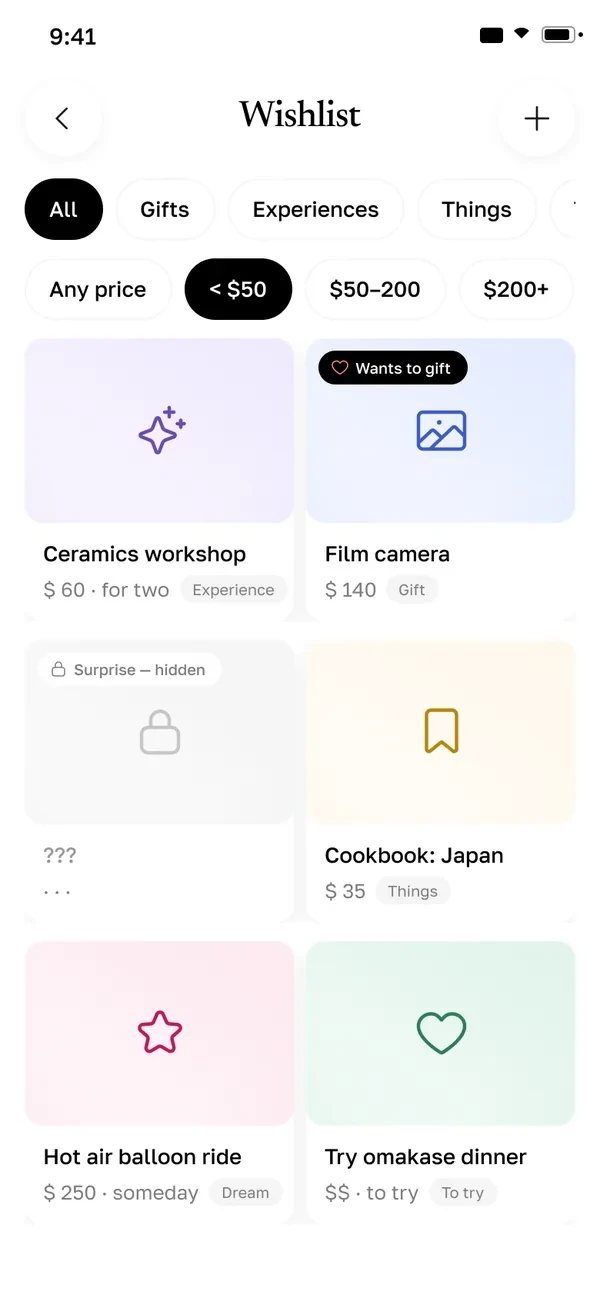 9:41
Wishlist
All
Gifts
Experiences
Things
Any price
< $50
$50–200
$200+
Wants to gift
Ceramics workshop
$ 60 · for two
Experience
Film camera
$ 140
Gift
Surprise — hidden
???
· · ·
Cookbook: Japan
$ 35
Things
Hot air balloon ride
$ 250 · someday
Dream
Try omakase dinner
$$ · to try
To try